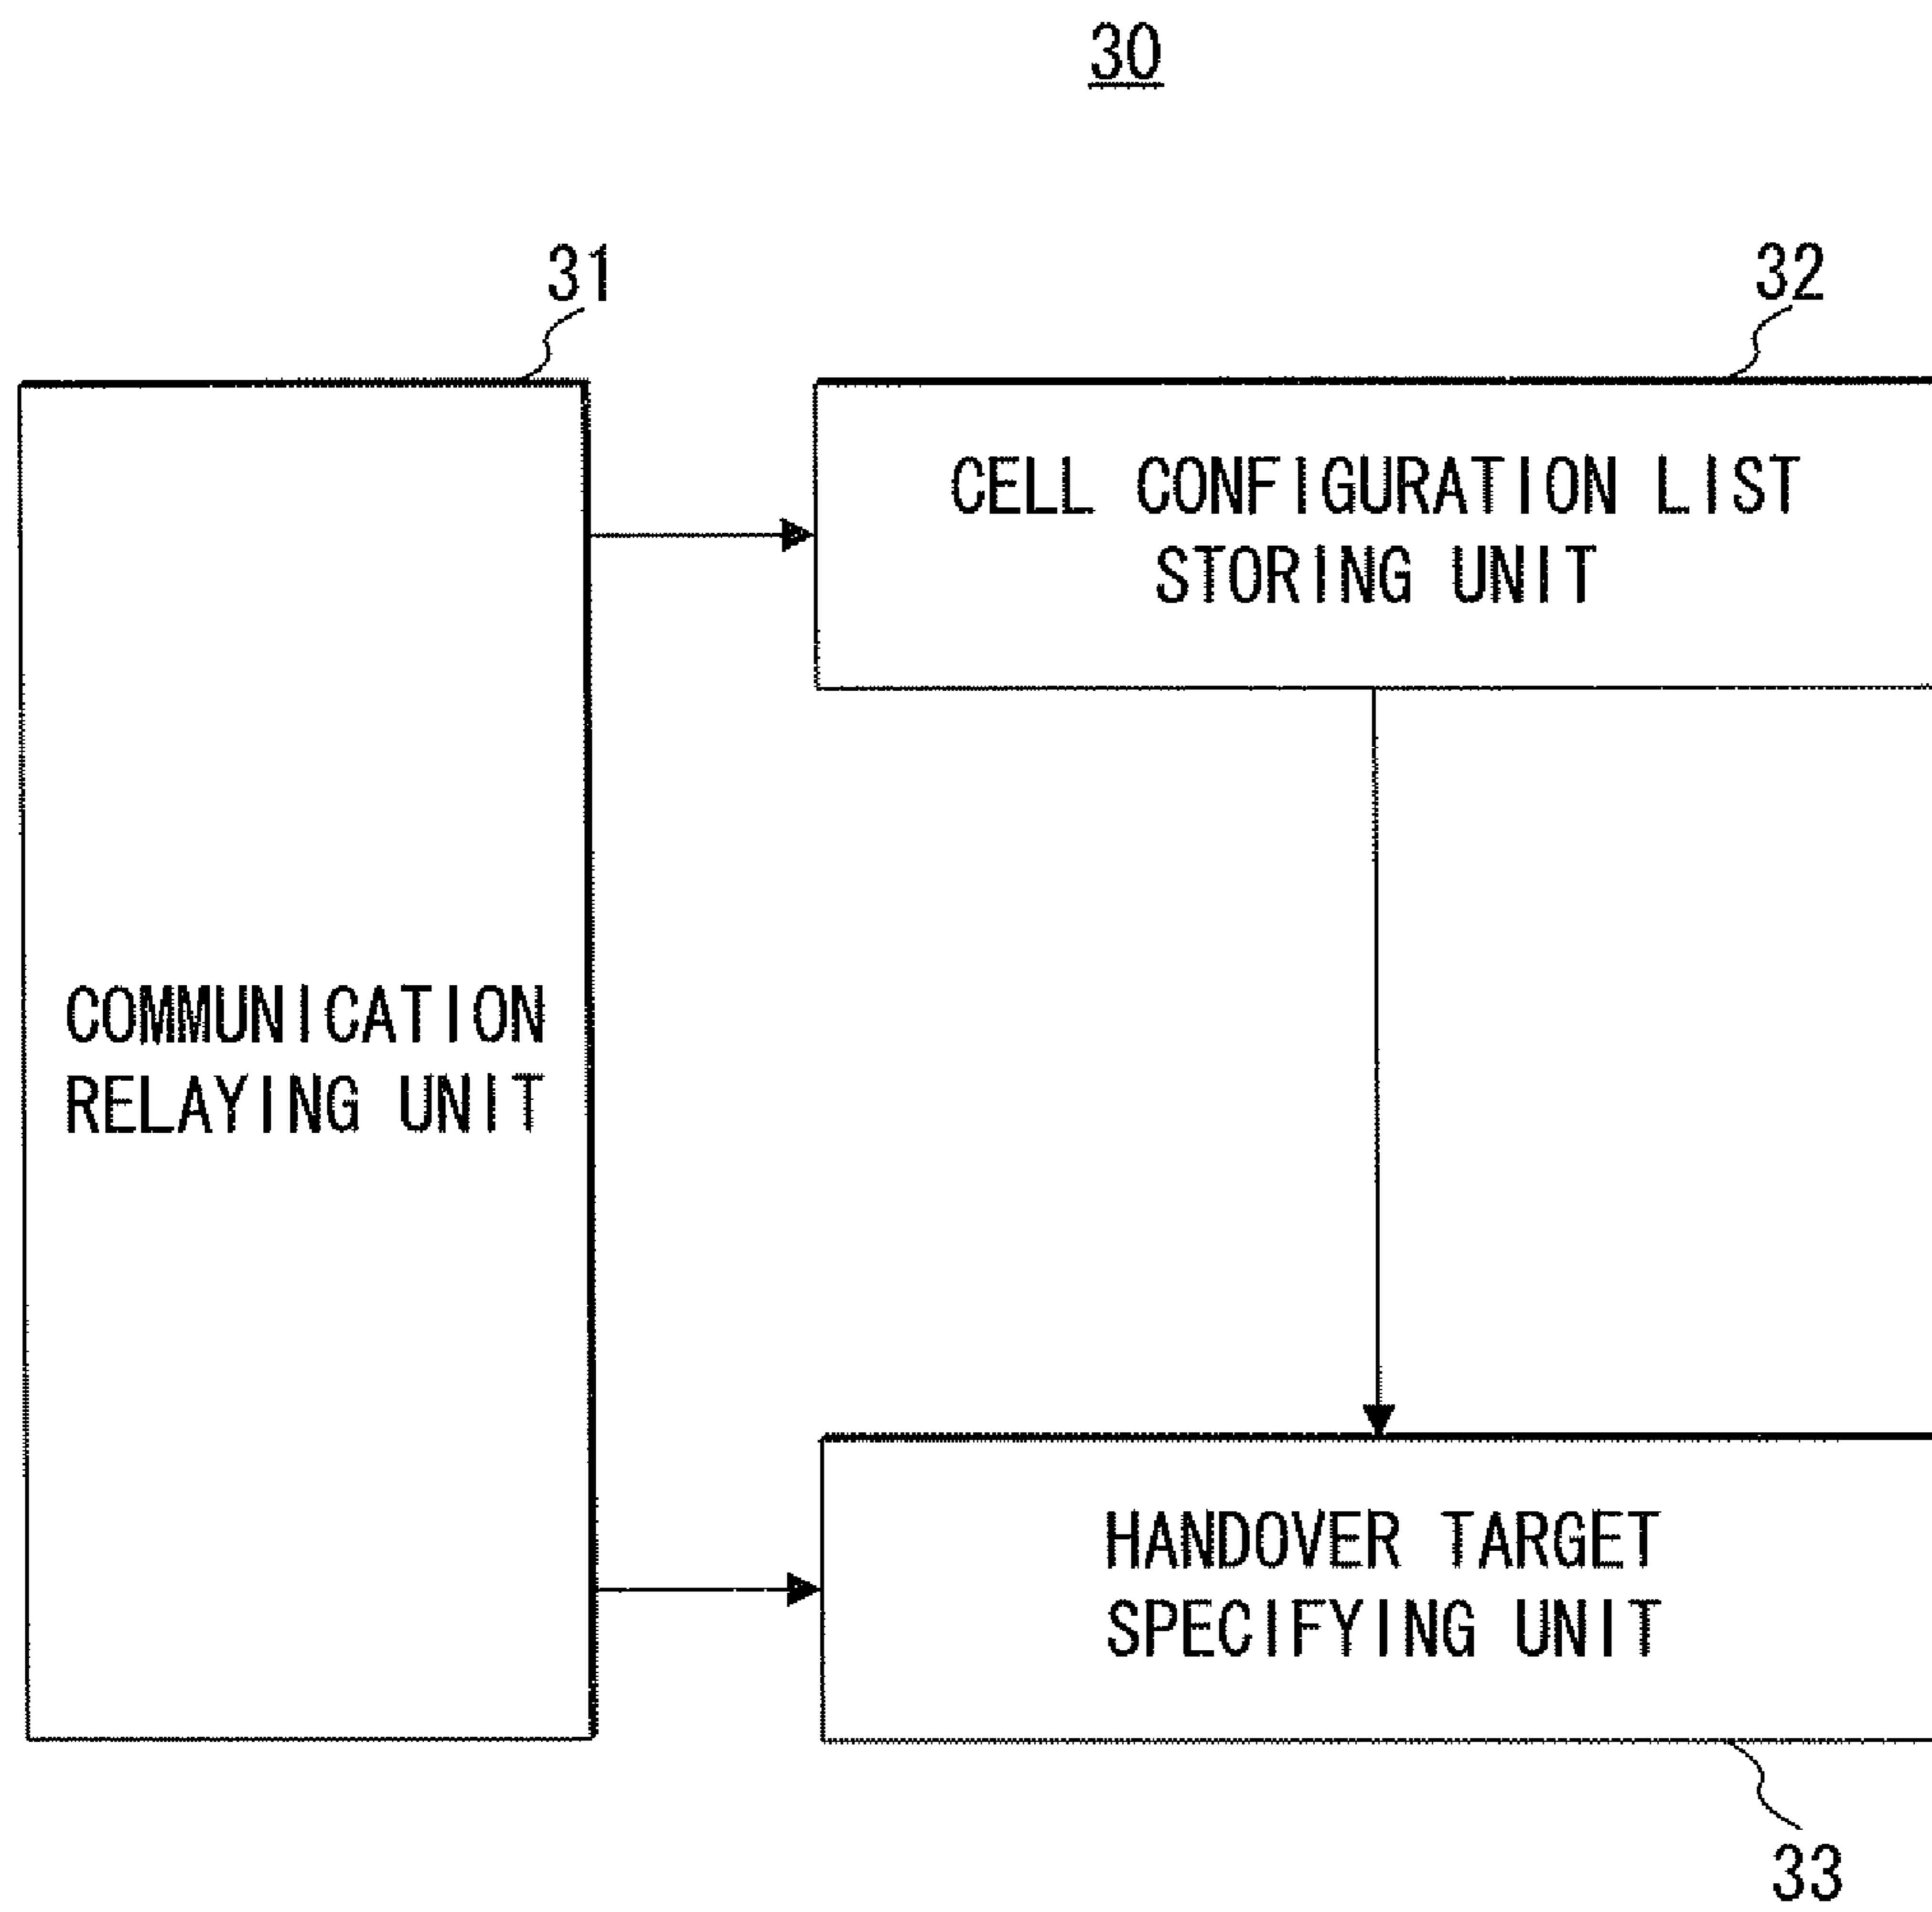 30
31
32
CELL CONFIGURATION LIST
STORING UNIT
COMMUNICATION
RELAYING UNIT
HANDOVER TARGET
SPECIFYING UNIT
33